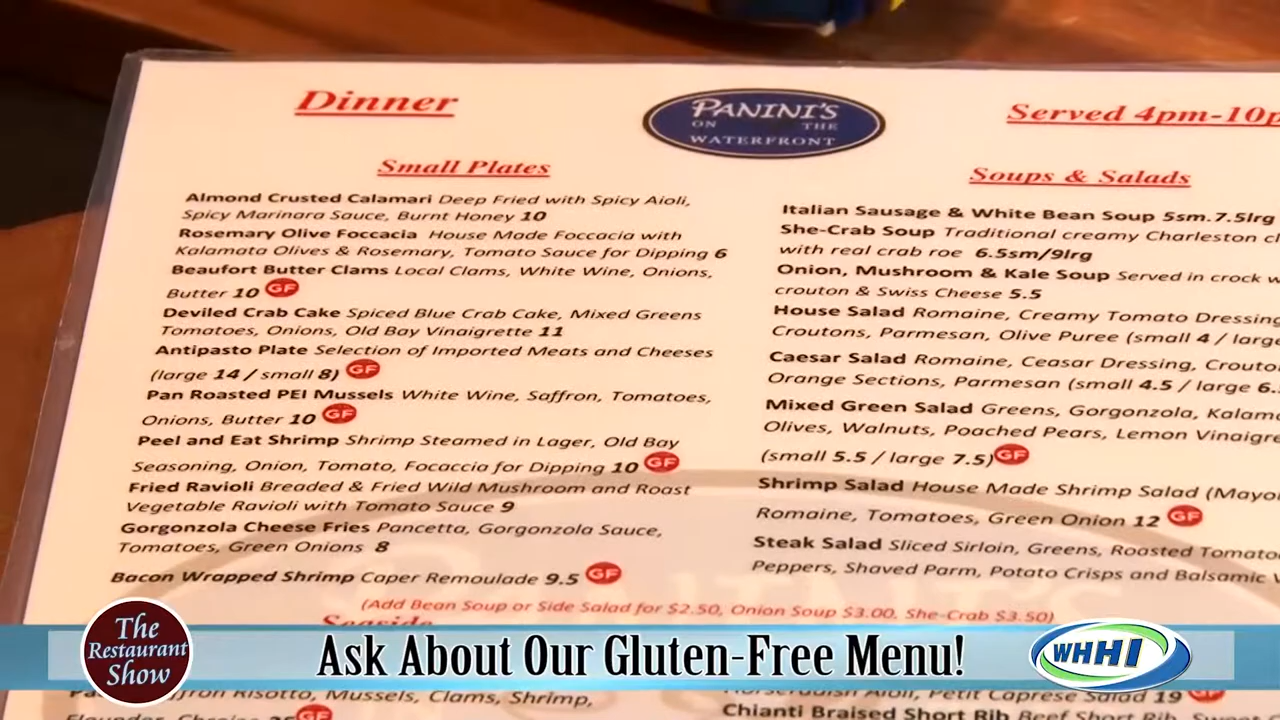 Dinner
PANINI'S
ON THE
WATERFRONT
Served 4pm-10p
Small Plates
Almond Crusted Calamari Deep Fried with Spicy Aioli,
Spicy Marinara Sauce, Burnt Honey 10
Rosemary Olive Foccacia House Made Foccacia with
Kalamata Olives & Rosemary, Tomato Sauce for Dipping 6
Beaufort Butter Clams Local Clams, White Wine, Onions,
Butter 10 GF
Deviled Crab Cake Spiced Blue Crab Cake, Mixed Greens
Tomatoes, Onions, Old Bay Vinaigrette 11
Antipasto Plate Selection of Imported Meats and Cheeses
(large 14 / small 8) GF
Pan Roasted PEI Mussels White Wine, Saffron, Tomatoes,
Onions, Butter 10 GF
Peel and Eat Shrimp Shrimp Steamed in Lager, Old Bay
Seasoning, Onion, Tomato, Focaccia for Dipping 10 GF
Fried Ravioli Breaded & Fried Wild Mushroom and Roast
Vegetable Ravioli with Tomato Sauce 9
Gorgonzola Cheese Fries Pancetta, Gorgonzola Sauce,
Tomatoes, Green Onions 8
Bacon Wrapped Shrimp Caper Remoulade 9.5 GF
Soups & Salads
Italian Sausage & White Bean Soup 5sm.7.5lrg
She-Crab Soup Traditional creamy Charleston cl
with real crab roe 6.5sm/9lrg
Onion, Mushroom & Kale Soup Served in crock w
crouton & Swiss Cheese 5.5
House Salad Romaine, Creamy Tomato Dressing
Croutons, Parmesan, Olive Puree (small 4 / large
Caesar Salad Romaine, Ceasar Dressing, Crouto
Orange Sections, Parmesan (small 4.5 / large 6.
Mixed Green Salad Greens, Gorgonzola, Kalama
Olives, Walnuts, Poached Pears, Lemon Vinaigre
(small 5.5 / large 7.5) GF
Shrimp Salad House Made Shrimp Salad (Mayo
Romaine, Tomatoes, Green Onion 12 GF
Steak Salad Sliced Sirloin, Greens, Roasted Tomato
Peppers, Shaved Parm, Potato Crisps and Balsamic V
(Add Bean Soup or Side Salad for $2.50, Onion Soup $3.00, She-Crab $3.50)
Seaside
The
Restaurant
Show
Ask About Our Gluten-Free Menu!
WHHI
Risotto, Mussels, Clams, Shrimp,
Horseradish Aioli, Petit Caprese Salad 19 GF
Chianti Braised Short Rib Beef Short Rib,